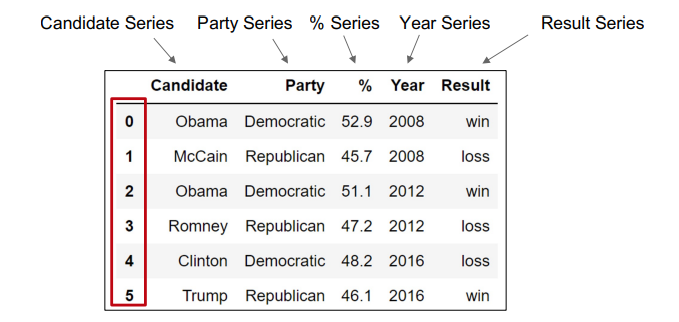 Candidate Series Party Series % Series Year Series Result Series
Candidate Party % Year Result
0 Obama Democratic 52.9 2008 win
1 McCain Republican 45.7 2008 loss
2 Obama Democratic 51.1 2012 win
3 Romney Republican 47.2 2012 loss
4 Clinton Democratic 48.2 2016 loss
5 Trump Republican 46.1 2016 win